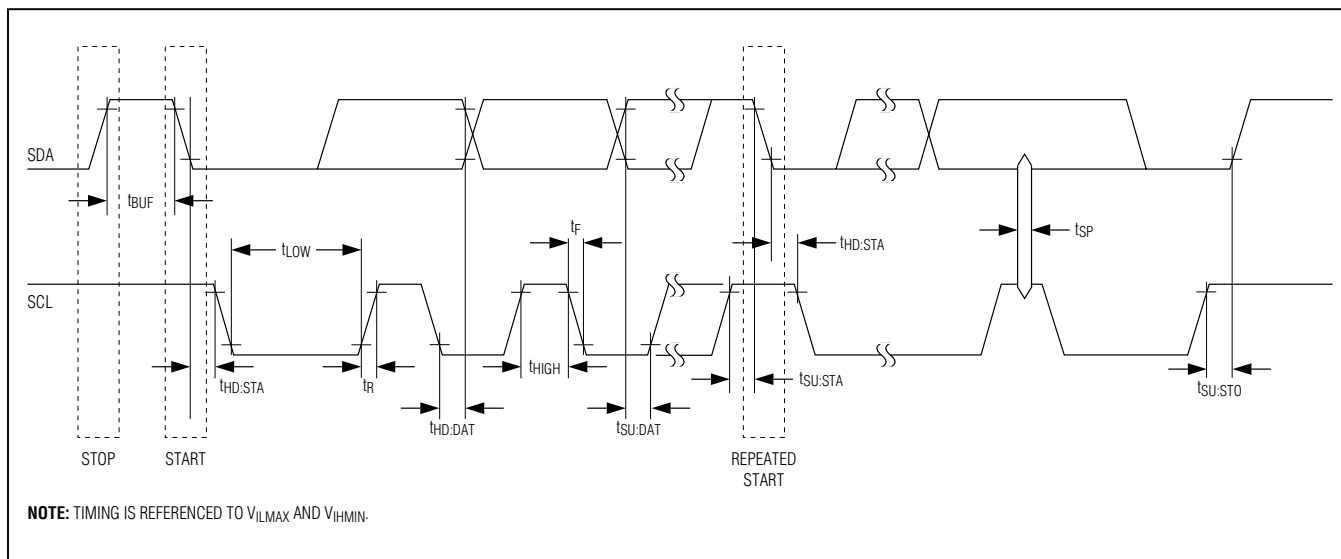 SDA
tBUF
tF
tLOW
tHD:STA
tSP
SCL
tHD:STA
tR
tHIGH
tSU:STA
tSU:STO
tHD:DAT
tSU:DAT
STOP
START
REPEATED
START
NOTE: TIMING IS REFERENCED TO VILMAX AND VIHMIN.